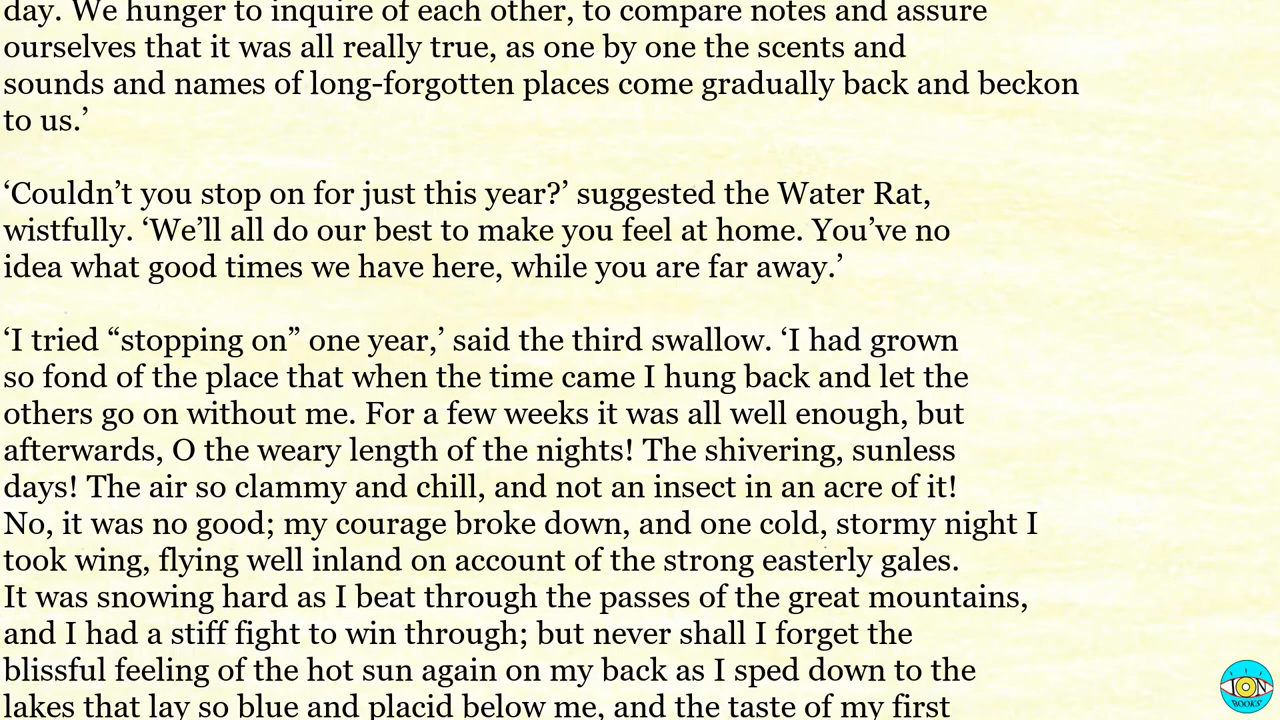 day. We hunger to inquire of each other, to compare notes and assure
ourselves that it was all really true, as one by one the scents and
sounds and names of long-forgotten places come gradually back and beckon
to us.’
‘Couldn’t you stop on for just this year?’ suggested the Water Rat,
wistfully. ‘We’ll all do our best to make you feel at home. You’ve no
idea what good times we have here, while you are far away.’
‘I tried “stopping on” one year,’ said the third swallow. ‘I had grown
so fond of the place that when the time came I hung back and let the
others go on without me. For a few weeks it was all well enough, but
afterwards, O the weary length of the nights! The shivering, sunless
days! The air so clammy and chill, and not an insect in an acre of it!
No, it was no good; my courage broke down, and one cold, stormy night I
took wing, flying well inland on account of the strong easterly gales.
It was snowing hard as I beat through the passes of the great mountains,
and I had a stiff fight to win through; but never shall I forget the
blissful feeling of the hot sun again on my back as I sped down to the
lakes that lay so blue and placid below me, and the taste of my first
ION
BOOKS